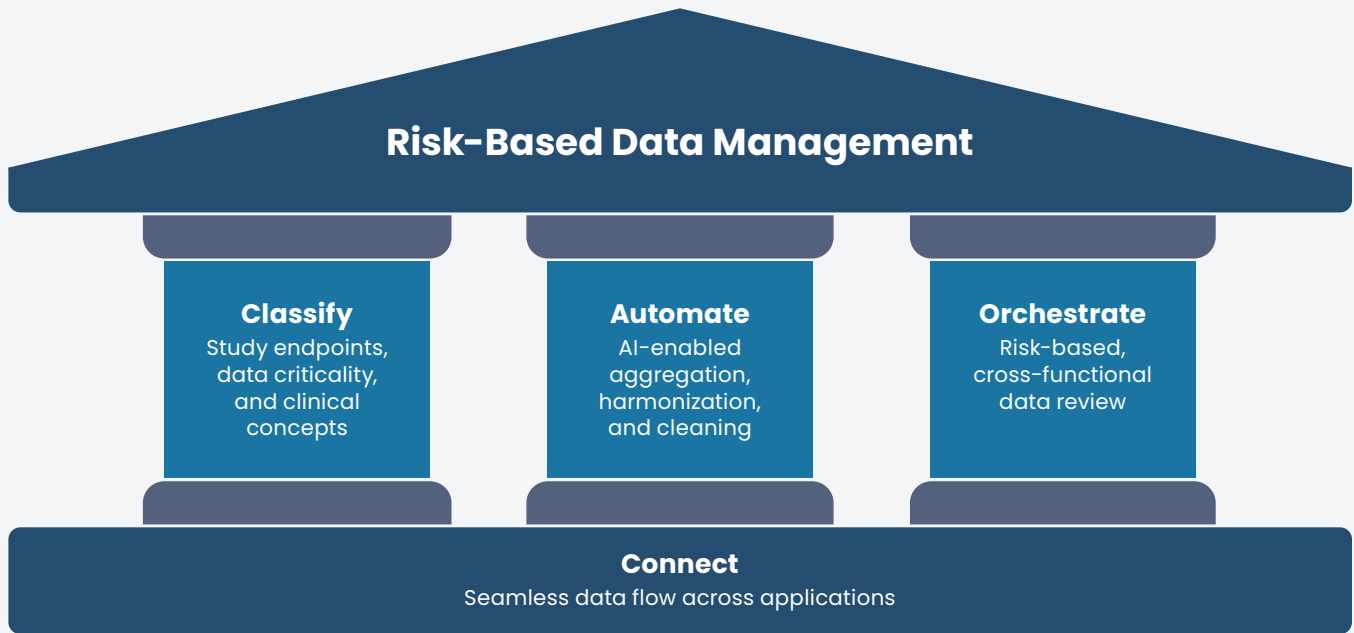 Risk-Based Data Management
Classify
Study endpoints,
data criticality,
and clinical
concepts
Automate
AI-enabled
aggregation,
harmonization,
and cleaning
Orchestrate
Risk-based,
cross-functional
data review
Connect
Seamless data flow across applications